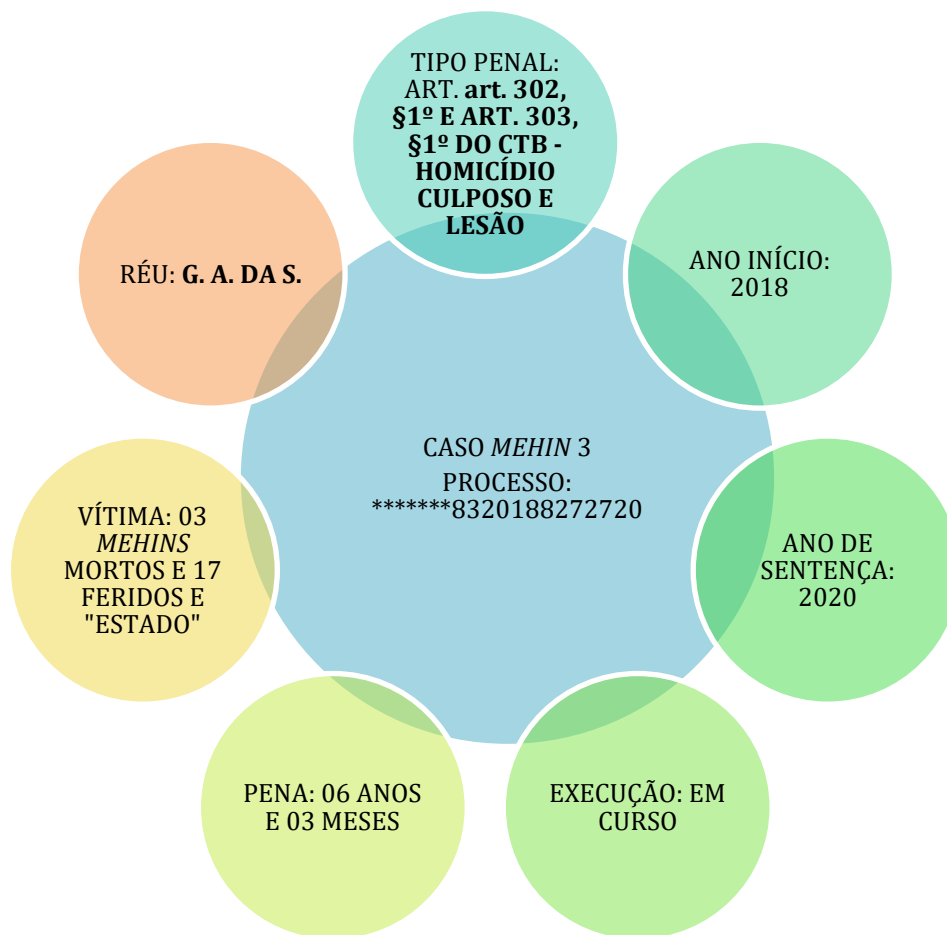 TIPO PENAL:
ART. art. 302,
§1º E ART. 303,
§1º DO CTB -
HOMICÍDIO
CULPOSO E
LESÃO
ANO INÍCIO:
2018
ANO DE
SENTENÇA:
2020
EXECUÇÃO: EM
CURSO
PENA: 06 ANOS
E 03 MESES
VÍTIMA: 03
MEHINS
MORTOS E 17
FERIDOS E
"ESTADO"
RÉU: G. A. DA S.
CASO MEHIN 3
PROCESSO:
*******8320188272720